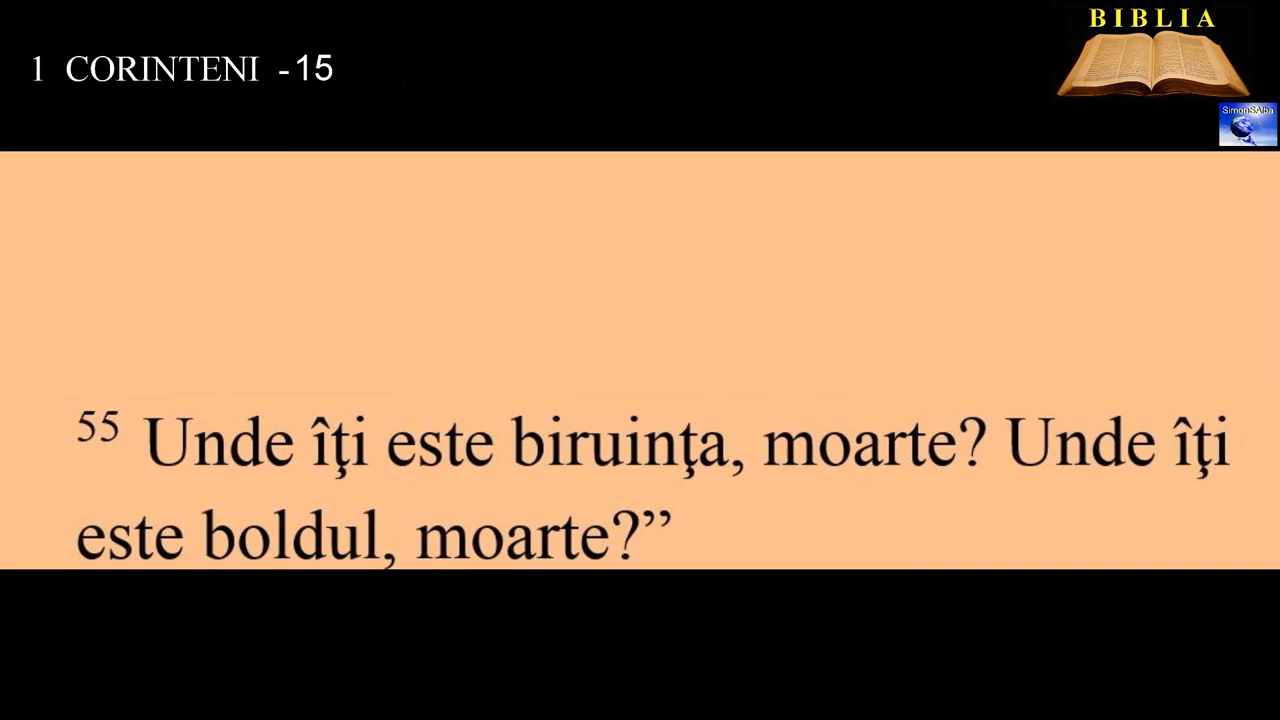 BIBLIA
1 CORINTENI -15
SimonSAlba
55 Unde îţi este biruinţa, moarte? Unde îţi
este boldul, moarte?”